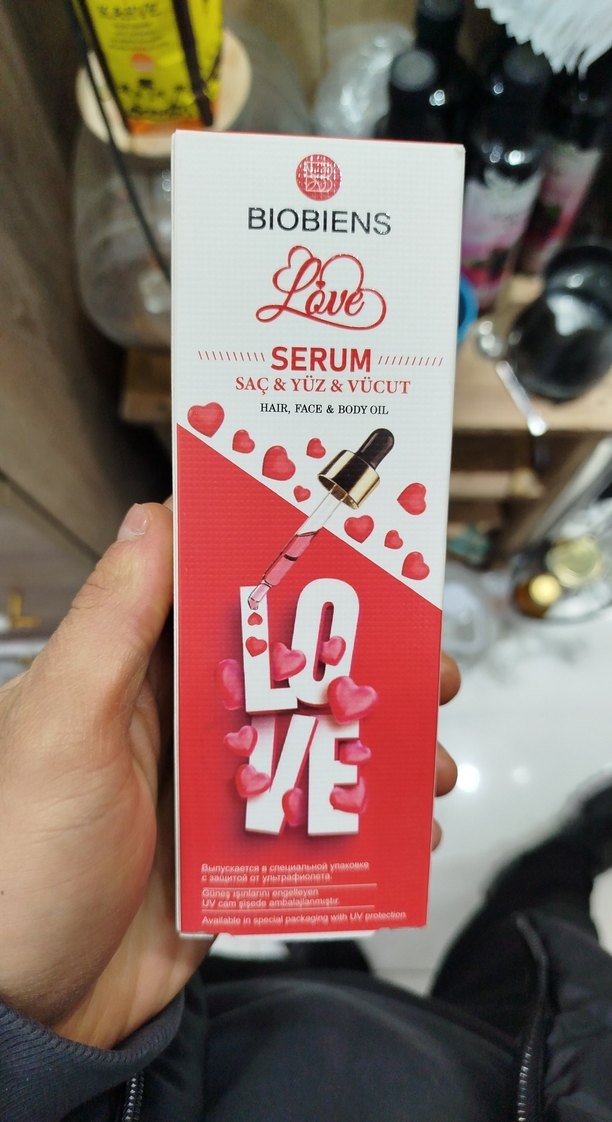 KAHVE
BIOBIENS
Love
SERUM
SAÇ & YÜZ & VÜCUT
HAIR, FACE & BODY OIL
LO
VE
Выпускается в специальной упаковке
с защитой от ультрафиолета.
Güneş ışınlarını engelleyen
UV cam şişede ambalajlanmıştır.
Available in special packaging with UV protection